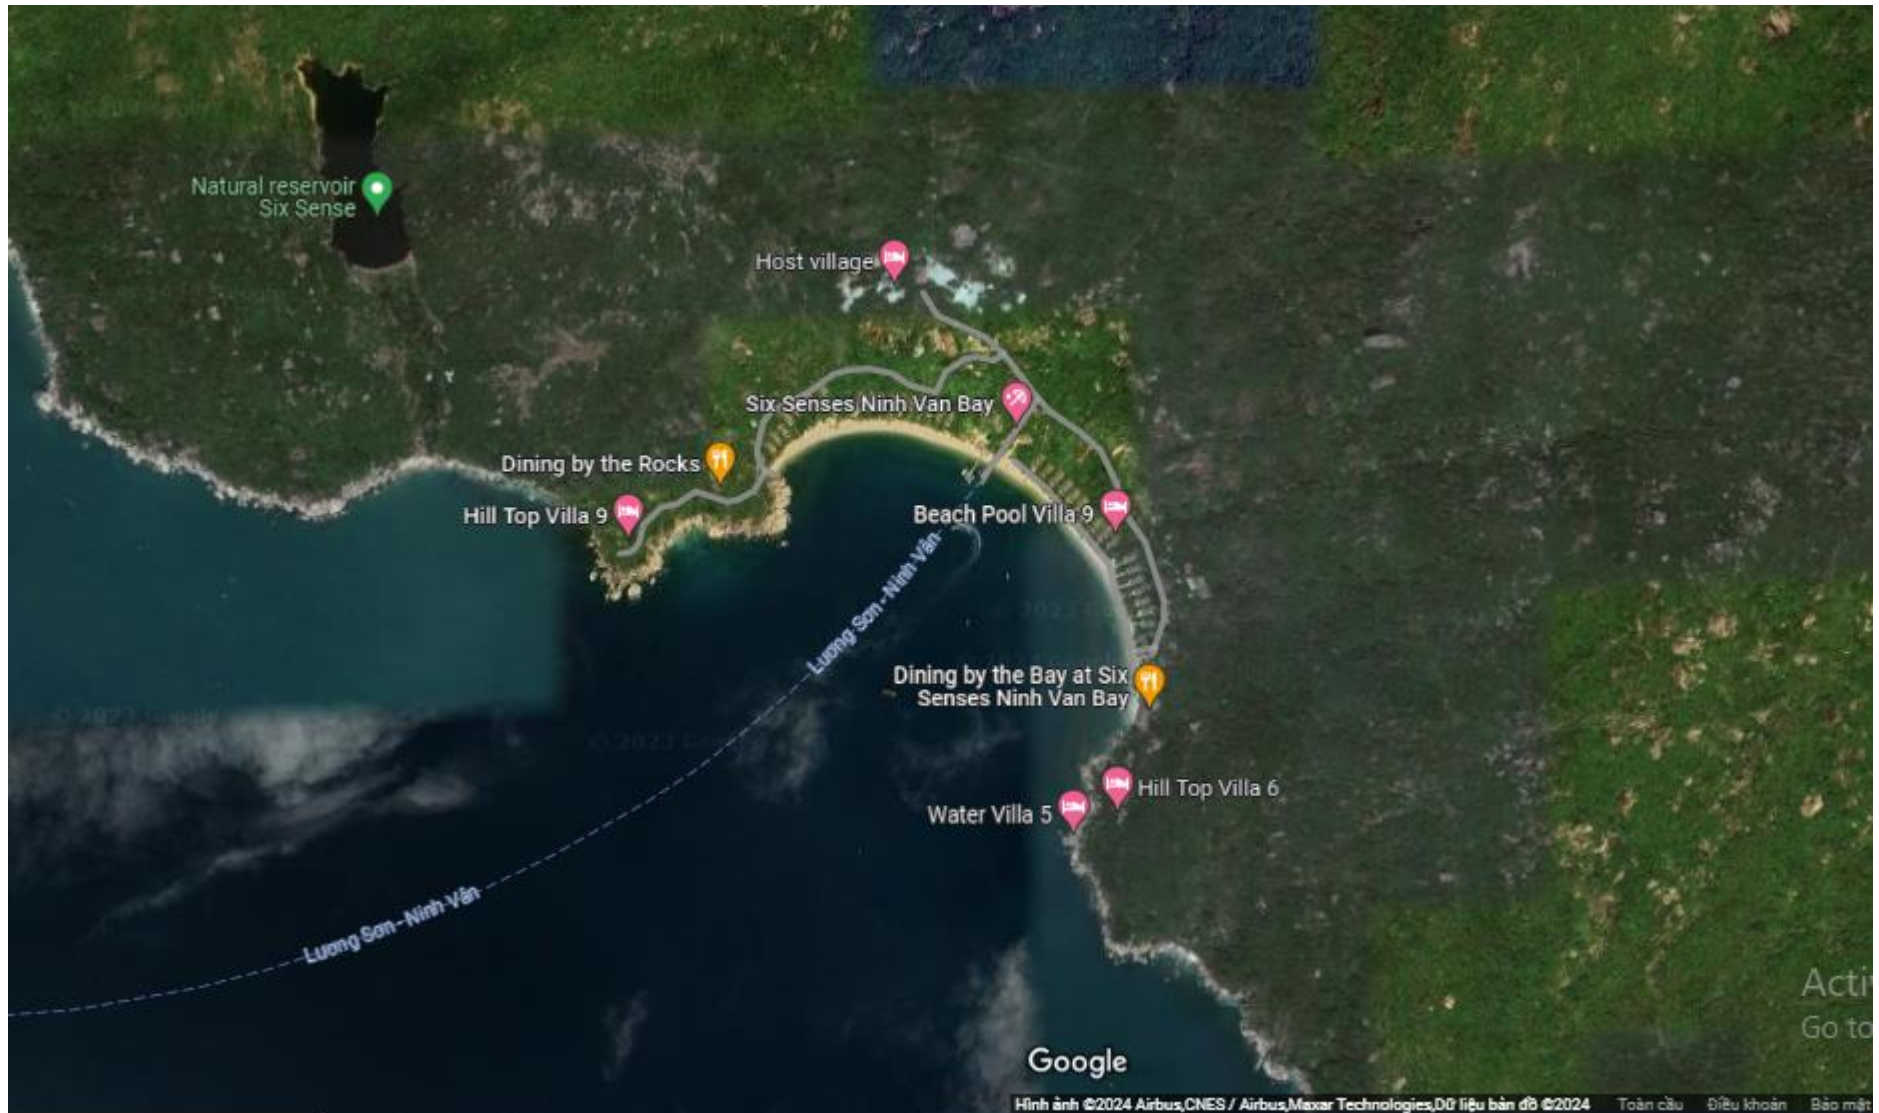 Natural reservoir
Six Sense
Host village
Six Senses Ninh Van Bay
Dining by the Rocks
Hill Top Villa 9
Beach Pool Villa 9
Lương Sơn - Ninh Vân
Dining by the Bay at Six
Senses Ninh Van Bay
Hill Top Villa 6
Water Villa 5
Lương Sơn - Ninh Vân
Acti
Go to
Google
Hình ảnh ©2024 Airbus,CNES / Airbus,Maxar Technologies,Dữ liệu bản đồ ©2024 Toàn cầu Điều khoản Bảo mật